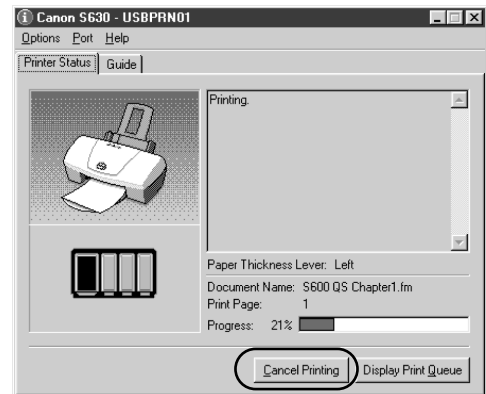 Canon S630 - USBPRN01
Options Port Help
Printer Status Guide
Printing.
Paper Thickness Lever: Left
Document Name: S600 QS Chapter1.fm
Print Page: 1
Progress: 21%
Cancel Printing Display Print Queue